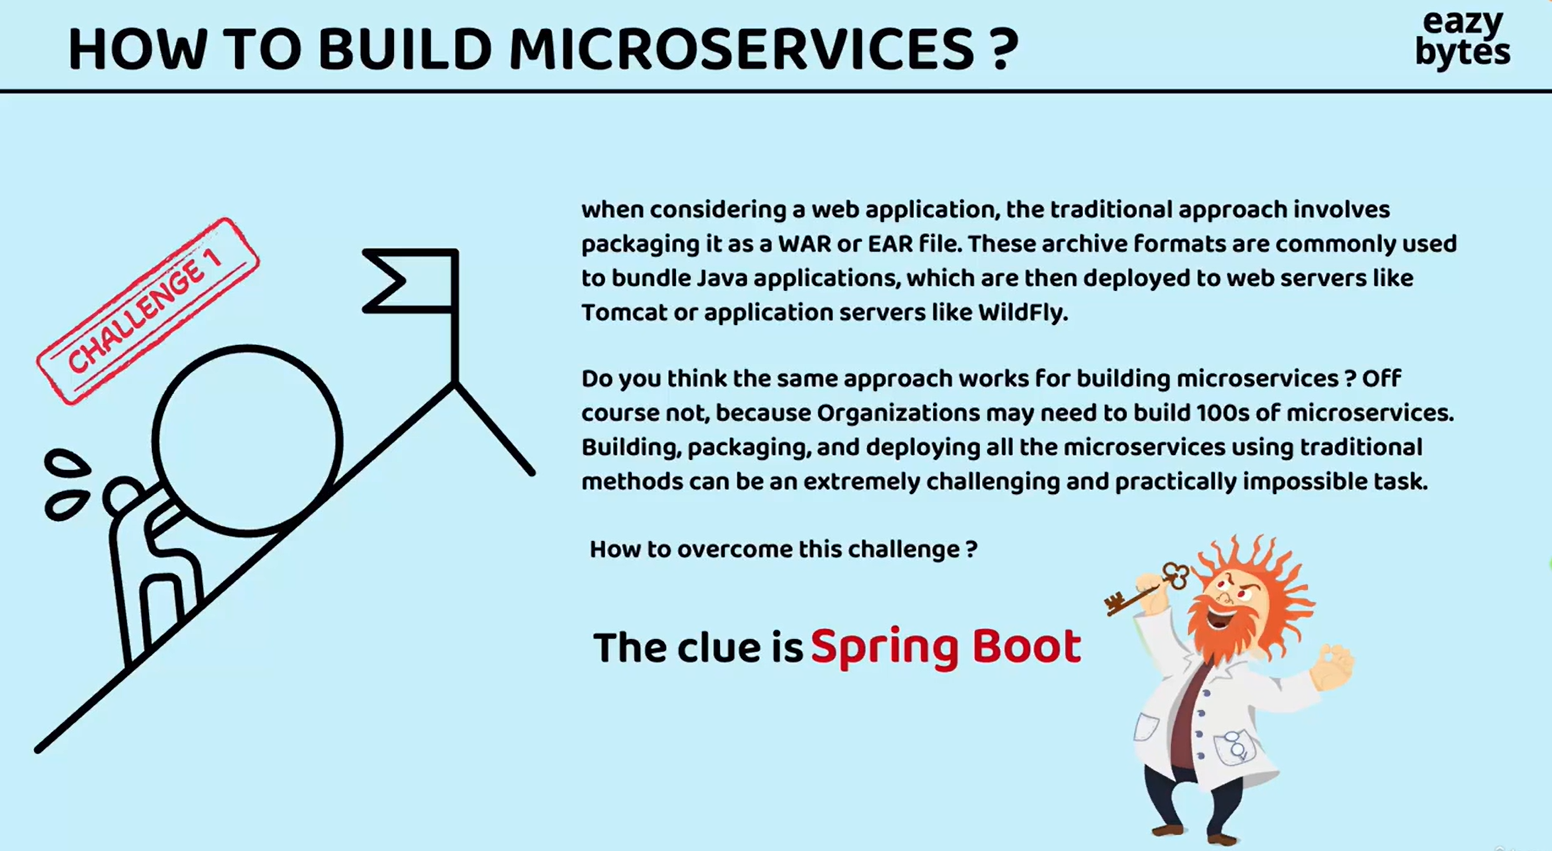 HOW TO BUILD MICROSERVICES ?
eazy
bytes
CHALLENGE 1
when considering a web application, the traditional approach involves
packaging it as a WAR or EAR file. These archive formats are commonly used
to bundle Java applications, which are then deployed to web servers like
Tomcat or application servers like WildFly.
Do you think the same approach works for building microservices ? Off
course not, because Organizations may need to build 100s of microservices.
Building, packaging, and deploying all the microservices using traditional
methods can be an extremely challenging and practically impossible task.
How to overcome this challenge ?
The clue is Spring Boot